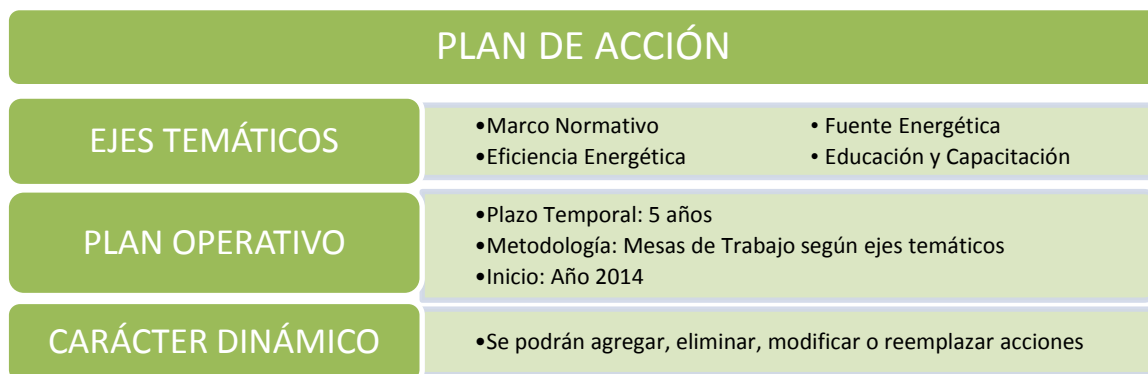 PLAN DE ACCIÓN
EJES TEMÁTICOS
•Marco Normativo
•Eficiencia Energética
• Fuente Energética
• Educación y Capacitación
PLAN OPERATIVO
•Plazo Temporal: 5 años
•Metodología: Mesas de Trabajo según ejes temáticos
•Inicio: Año 2014
CARÁCTER DINÁMICO
•Se podrán agregar, eliminar, modificar o reemplazar acciones